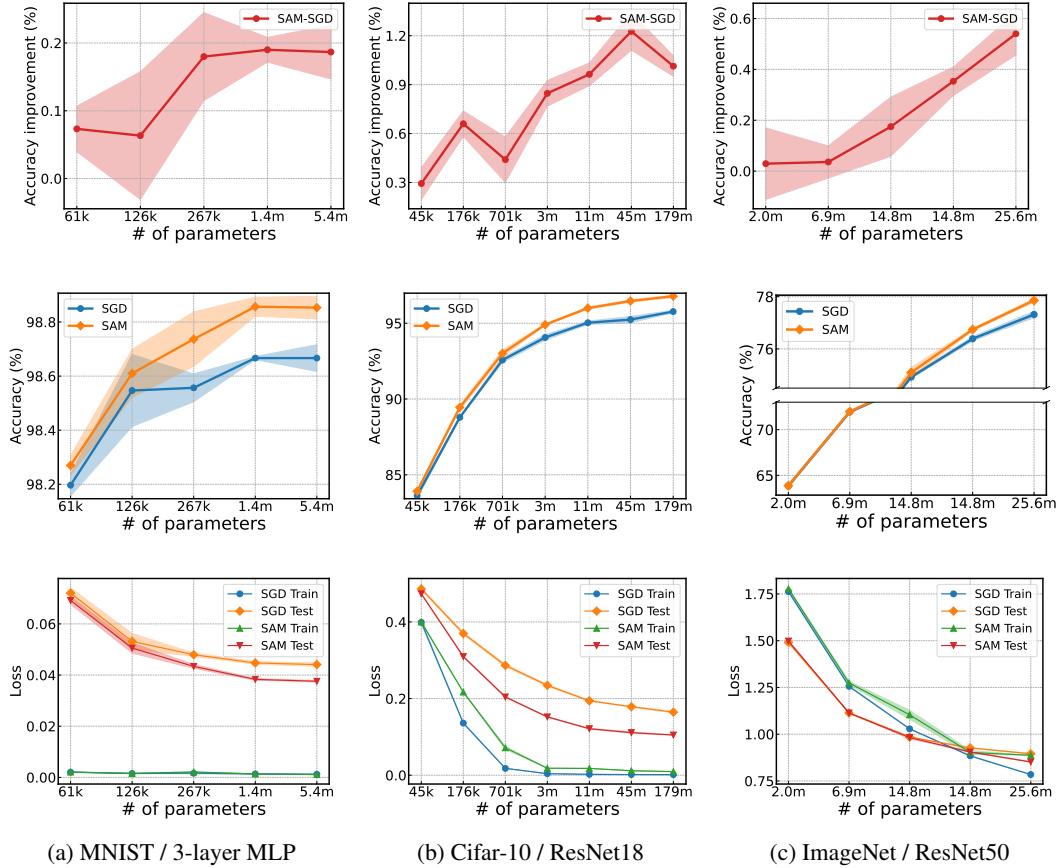 SAM-SGD
Accuracy improvement (%)
0.2
0.1
0.0
61k 126k 267k 1.4m 5.4m
# of parameters
SAM-SGD
Accuracy improvement (%)
1.2
0.9
0.6
0.3
45k 176k 701k 3m 11m 45m 179m
# of parameters
SAM-SGD
Accuracy improvement (%)
0.6
0.4
0.2
0.0
2.0m 6.9m 14.8m 14.8m 25.6m
# of parameters
SGD
SAM
Accuracy (%)
98.8
98.6
98.4
98.2
61k 126k 267k 1.4m 5.4m
# of parameters
SGD
SAM
Accuracy (%)
95
90
85
45k 176k 701k 3m 11m 45m 179m
# of parameters
SGD
SAM
Accuracy (%)
78
76
70
65
2.0m 6.9m 14.8m 14.8m 25.6m
# of parameters
SGD Train
SGD Test
SAM Train
SAM Test
Loss
0.06
0.04
0.02
0.00
61k 126k 267k 1.4m 5.4m
# of parameters
SGD Train
SGD Test
SAM Train
SAM Test
Loss
0.4
0.2
0.0
45k 176k 701k 3m 11m 45m 179m
# of parameters
SGD Train
SGD Test
SAM Train
SAM Test
Loss
1.75
1.50
1.25
1.00
0.75
2.0m 6.9m 14.8m 14.8m 25.6m
# of parameters
(a) MNIST / 3-layer MLP
(b) Cifar-10 / ResNet18
(c) ImageNet / ResNet50